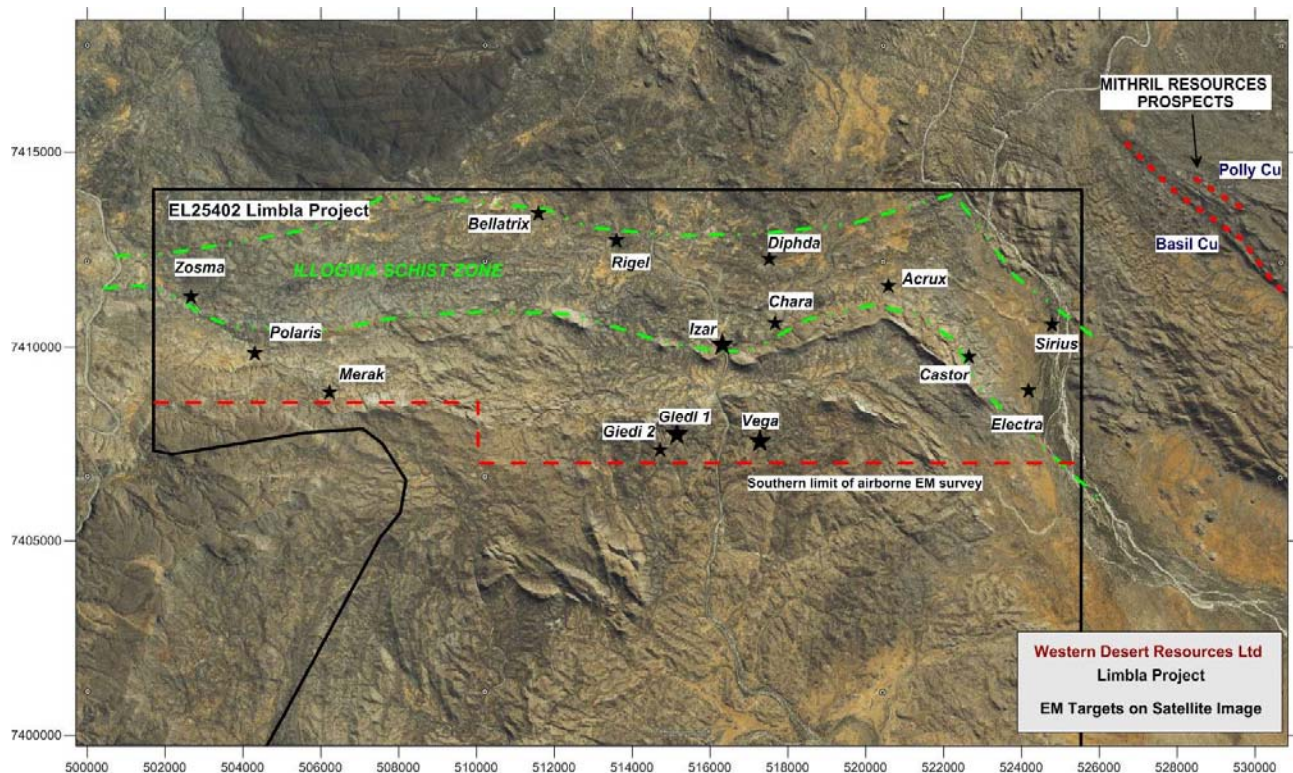 MITHRIL RESOURCES
PROSPECTS
7415000
Polly Cu
EL25402 Limbla Project
Bellatrix
Diphda
Basil Cu
Rigel
Zosma
ILLOGWA SCHIST ZONE
Acrux
Chara
Polaris
Izar
7410000
Sirius
Merak
Castor
Giedi 1
Vega
Electra
Giedi 2
Southern limit of airborne EM survey
7405000
Western Desert Resources Ltd
Limbla Project
EM Targets on Satellite Image
7400000
500000 502000 504000 506000 508000 510000 512000 514000 516000 518000 520000 522000 524000 526000 528000 530000